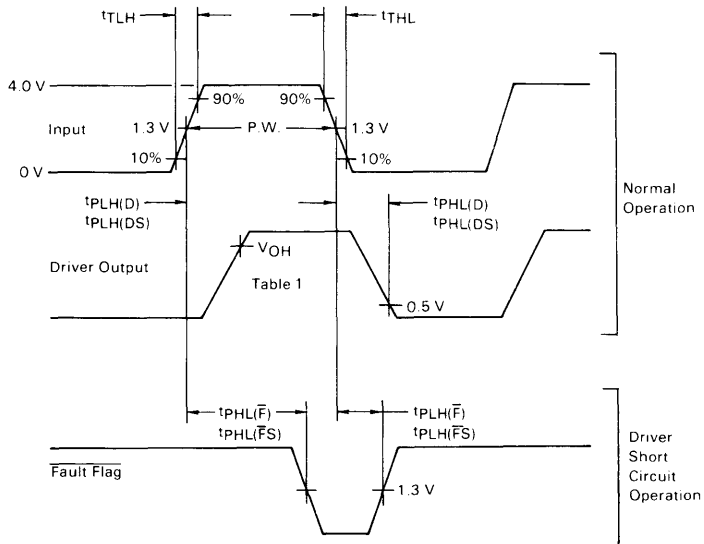 tTLH
tTHL
4.0 V
90%
90%
Input
1.3 V
P.W.
1.3 V
10%
10%
0 V
tPLH(D)
tPLH(DS)
tPHL(D)
tPHL(DS)
Normal
Operation
VOH
Driver Output
Table 1
0.5 V
tPHL(F̅)
tPHL(F̅S)
tPLH(F̅)
tPLH(F̅S)
Fault Flag
1.3 V
Driver
Short
Circuit
Operation